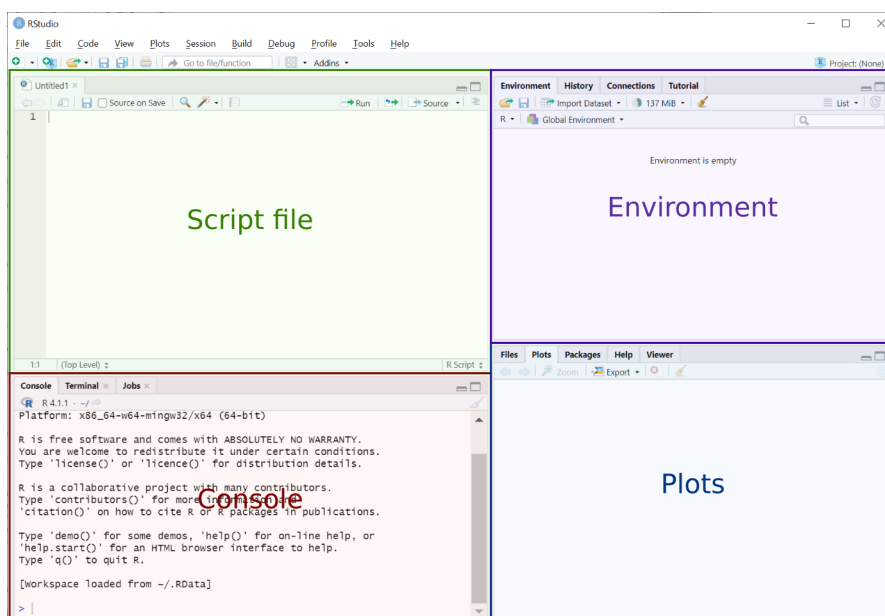 RStudio
File Edit Code View Plots Session Build Debug Profile Tools Help
Go to file/function Addins Project: (None)
Untitled1
Source on Save Run Source
1
Script file
1:1 (Top Level) R Script
Environment History Connections Tutorial
Import Dataset 137 MiB List
R Global Environment
Environment is empty
Environment
Console Terminal Jobs
R 4.1.1 · ~/
Platform: x86_64-w64-mingw32/x64 (64-bit)
R is free software and comes with ABSOLUTELY NO WARRANTY.
You are welcome to redistribute it under certain conditions.
Type 'license()' or 'licence()' for distribution details.
R is a collaborative project with many contributors.
Type 'contributors()' for more information and
'citation()' on how to cite R or R packages in publications.
Type 'demo()' for some demos, 'help()' for on-line help, or
'help.start()' for an HTML browser interface to help.
Type 'q()' to quit R.
[Workspace loaded from ~/.RData]
>
Console
Files Plots Packages Help Viewer
Zoom Export
Plots